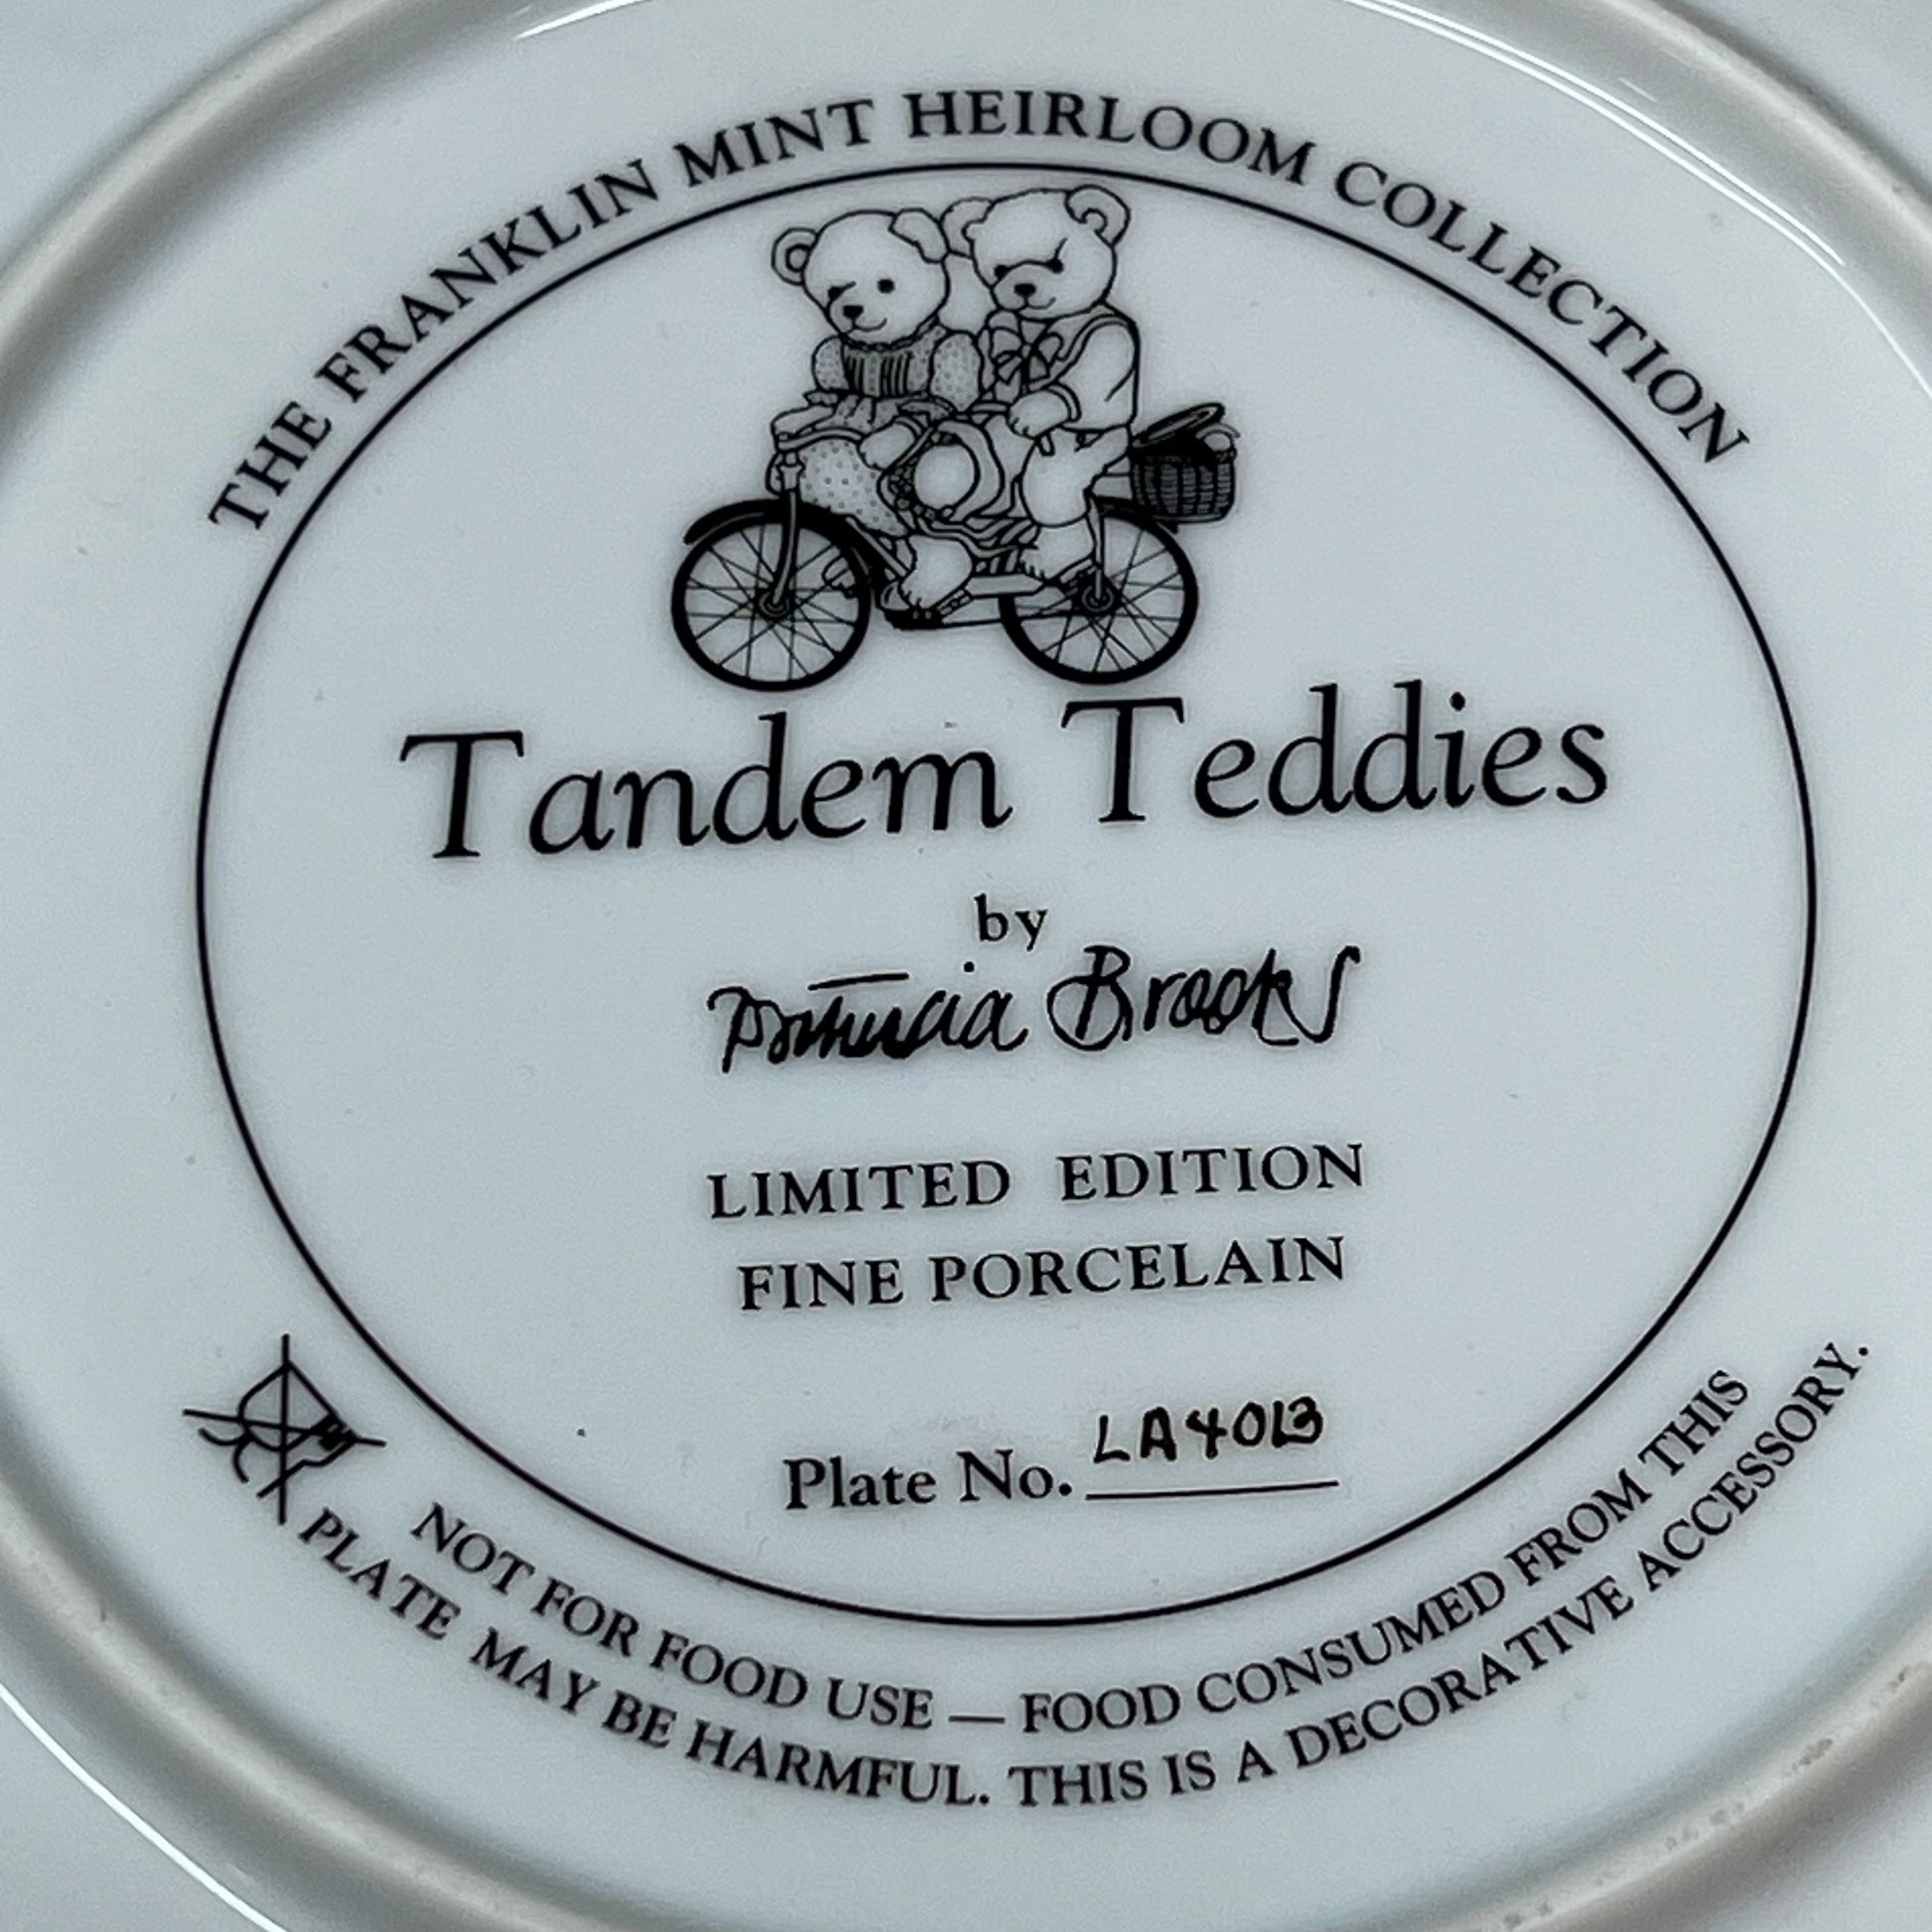 THE FRANKLIN MINT HEIRLOOM COLLECTION
Tandem Teddies
by
Patricia Brooks
LIMITED EDITION
FINE PORCELAIN
Plate No. LA4013
NOT FOR FOOD USE — FOOD CONSUMED FROM THIS
PLATE MAY BE HARMFUL. THIS IS A DECORATIVE ACCESSORY.